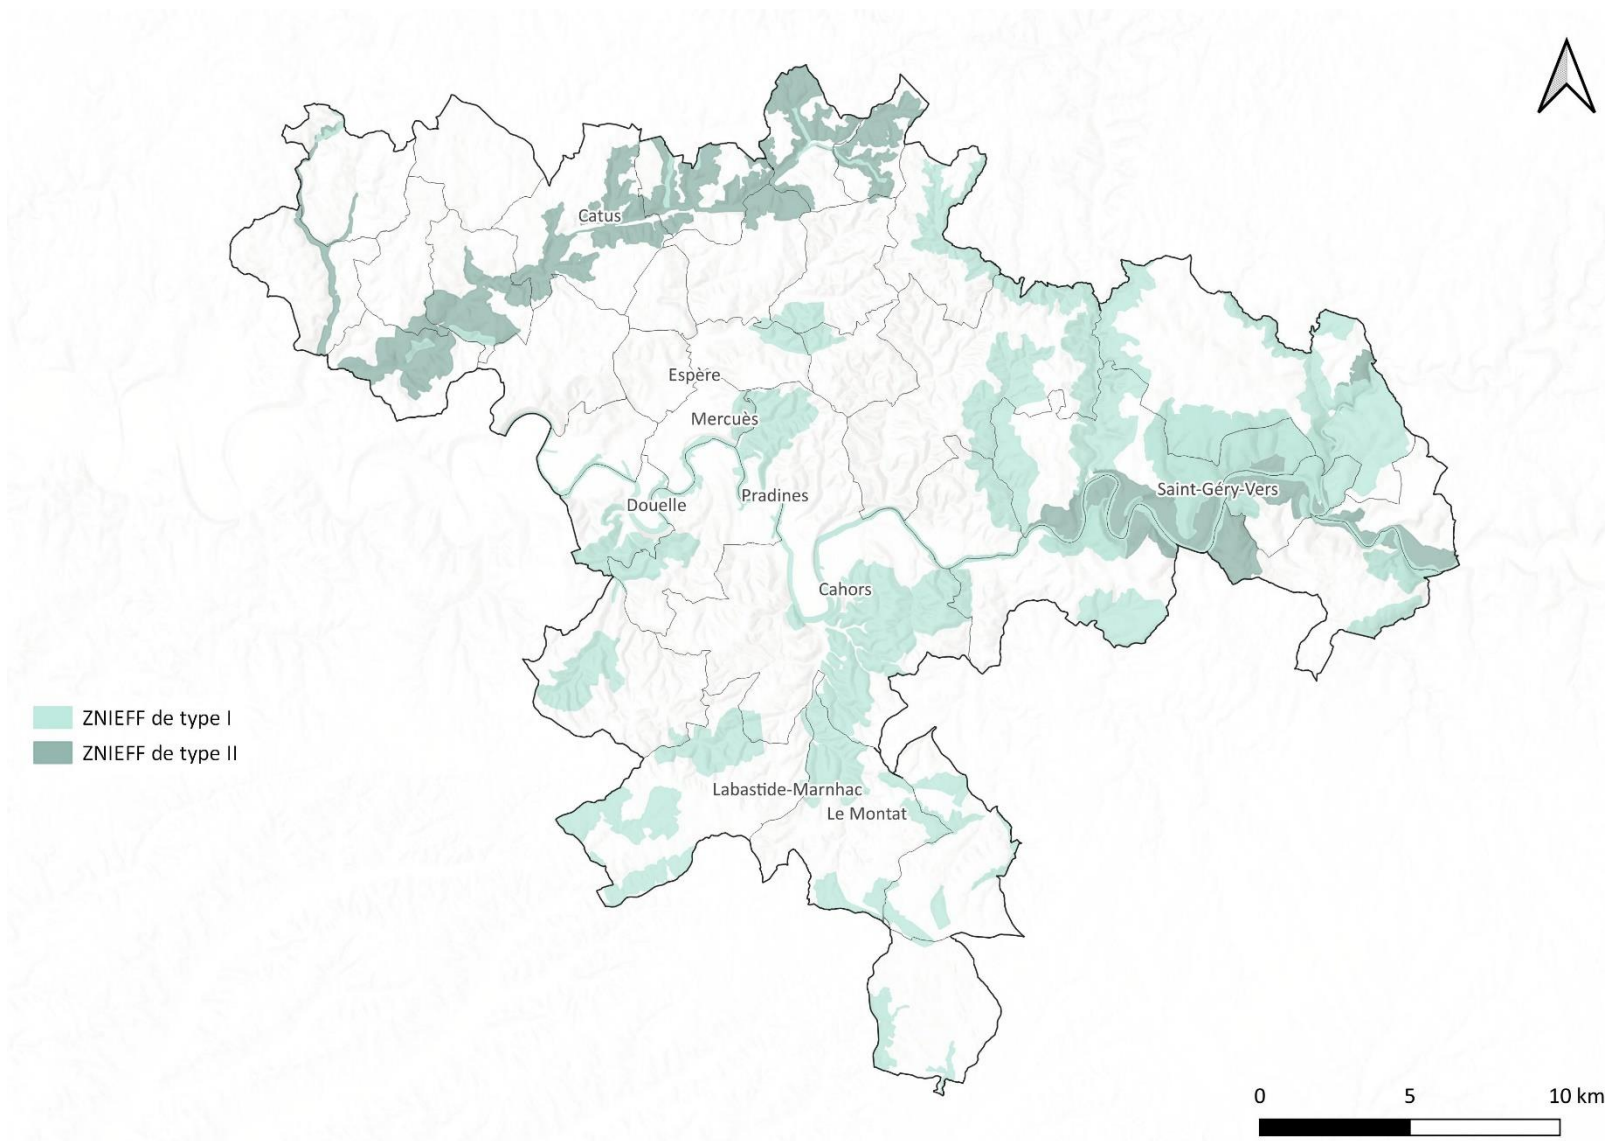 Catus
Espère
Mercuès
Pradines
Douelle
Saint-Géry-Vers
Cahors
ZNIEFF de type I
ZNIEFF de type II
Labastide-Marnhac
Le Montat
0 5 10 km